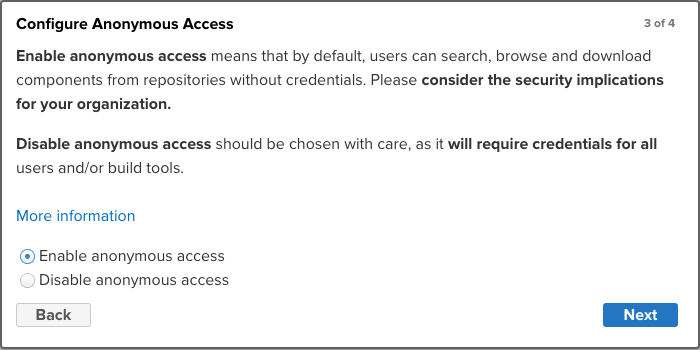 Configure Anonymous Access
3 of 4
Enable anonymous access means that by default, users can search, browse and download
components from repositories without credentials. Please consider the security implications
for your organization.
Disable anonymous access should be chosen with care, as it will require credentials for all
users and/or build tools.
More information
Enable anonymous access
Disable anonymous access
Back
Next